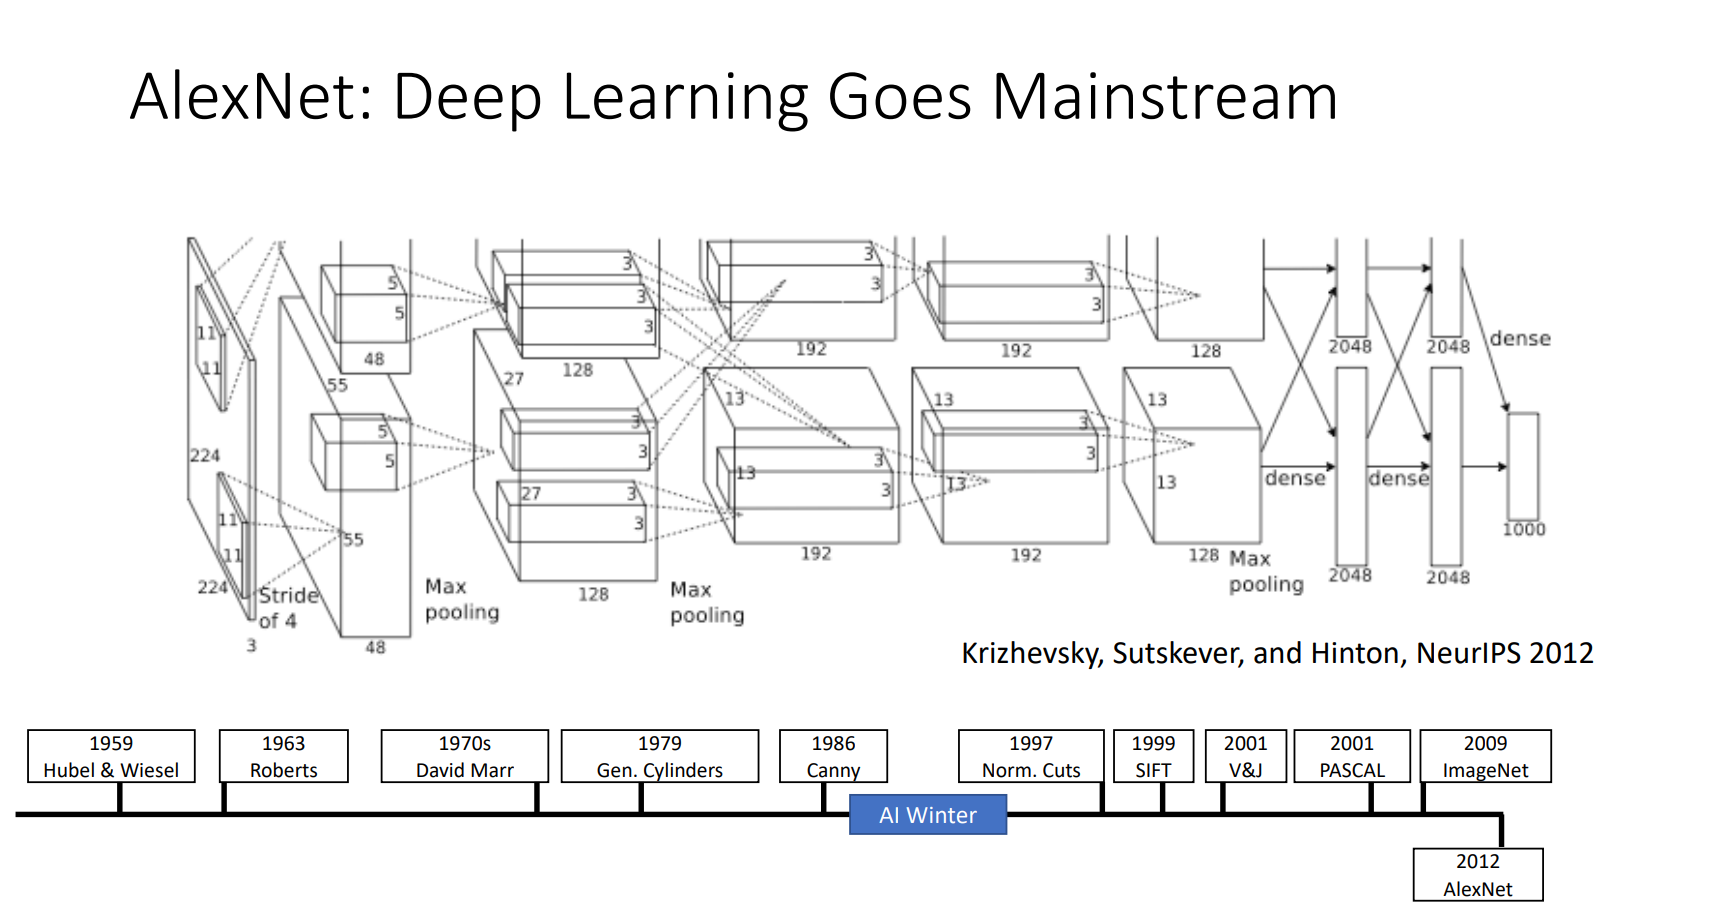 AlexNet: Deep Learning Goes Mainstream
11
11
224
11
11
224
3
Stride
of 4
5
5
48
55
5
5
55
48
Max
pooling
3
3
3
128
27
3
3
27
3
3
128
Max
pooling
3
3
192
13
3
13
3
192
3
3
192
13
3
3
13
192
128
13
13
128
Max
pooling
2048
2048
dense
dense
dense
2048
2048
1000
Krizhevsky, Sutskever, and Hinton, NeurIPS 2012
1959
Hubel & Wiesel
1963
Roberts
1970s
David Marr
1979
Gen. Cylinders
1986
Canny
AI Winter
1997
Norm. Cuts
1999
SIFT
2001
V&J
2001
PASCAL
2009
ImageNet
2012
AlexNet